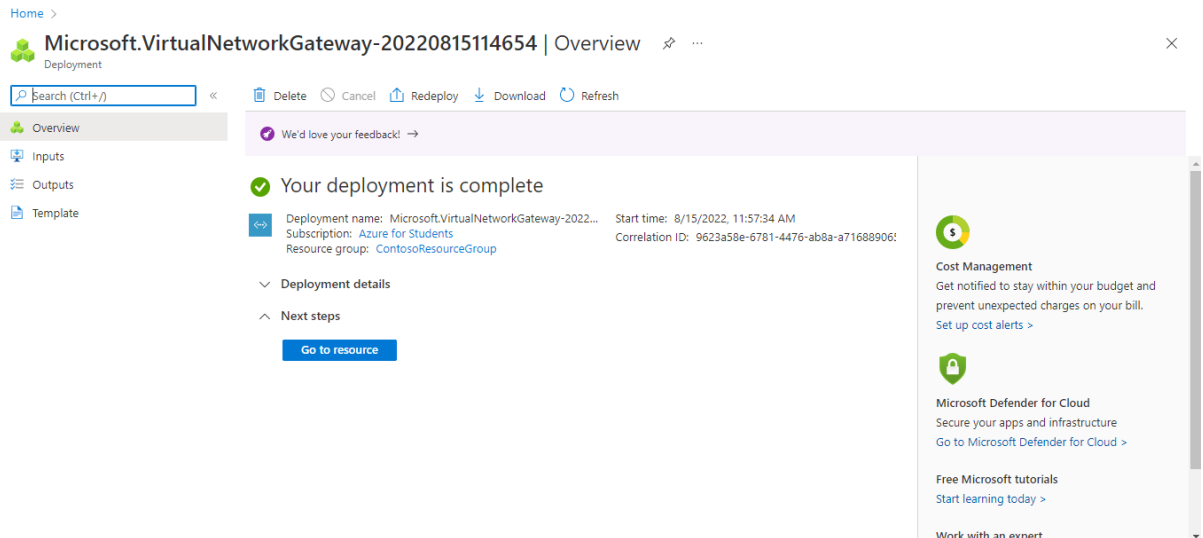 Home >
Microsoft.VirtualNetworkGateway-20220815114654 | Overview
Deployment
Search (Ctrl+/)
«
Delete Cancel Redeploy Download Refresh
Overview
Inputs
Outputs
Template
We'd love your feedback! →
Your deployment is complete
Deployment name: Microsoft.VirtualNetworkGateway-2022...
Subscription: Azure for Students
Resource group: ContosoResourceGroup
Start time: 8/15/2022, 11:57:34 AM
Correlation ID: 9623a58e-6781-4476-ab8a-a71688906
Deployment details
Next steps
Go to resource
$
Cost Management
Get notified to stay within your budget and
prevent unexpected charges on your bill.
Set up cost alerts >
Microsoft Defender for Cloud
Secure your apps and infrastructure
Go to Microsoft Defender for Cloud >
Free Microsoft tutorials
Start learning today >
Work with an expert